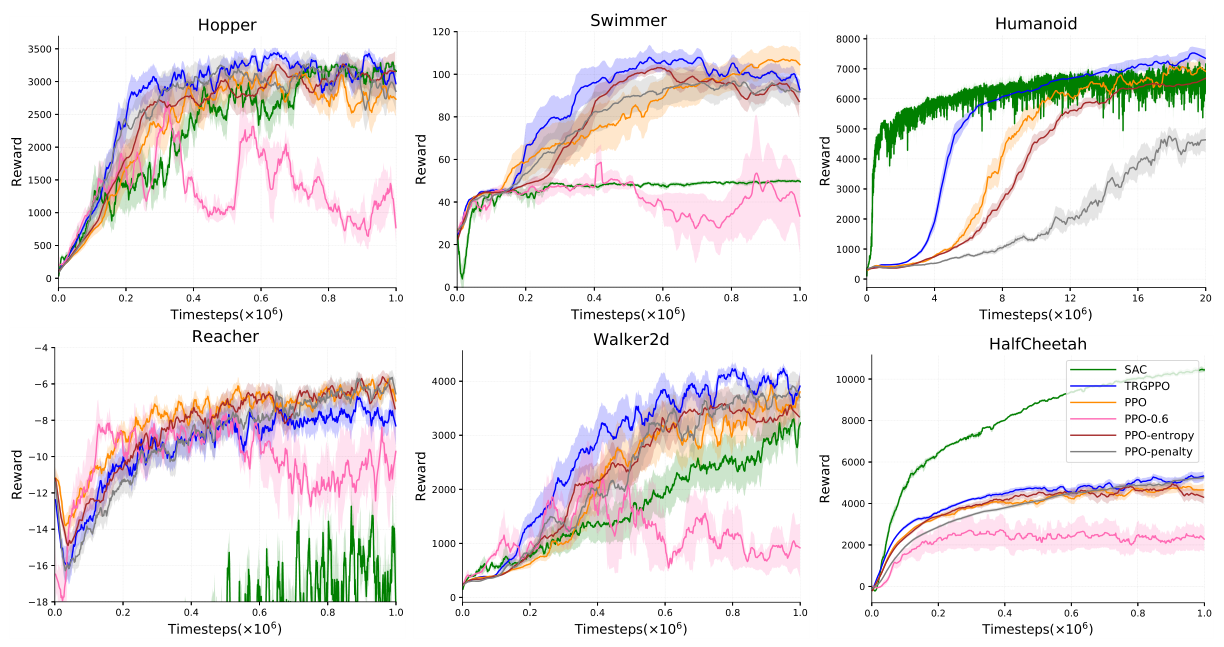 Hopper
Reward
3500
3000
2500
2000
1500
1000
500
0
0.0 0.2 0.4 0.6 0.8 1.0
Timesteps(×10⁶)
Swimmer
Reward
120
100
80
60
40
20
0
0.0 0.2 0.4 0.6 0.8 1.0
Timesteps(×10⁶)
Humanoid
Reward
8000
7000
6000
5000
4000
3000
2000
1000
0
0 4 8 12 16 20
Timesteps(×10⁶)
Reacher
Reward
−4
−6
−8
−10
−12
−14
−16
−18
0.0 0.2 0.4 0.6 0.8 1.0
Timesteps(×10⁶)
Walker2d
Reward
4000
3000
2000
1000
0
0.0 0.2 0.4 0.6 0.8 1.0
Timesteps(×10⁶)
HalfCheetah
Reward
10000
8000
6000
4000
2000
0
0.0 0.2 0.4 0.6 0.8 1.0
Timesteps(×10⁶)
SAC
TRGPPO
PPO
PPO-0.6
PPO-entropy
PPO-penalty